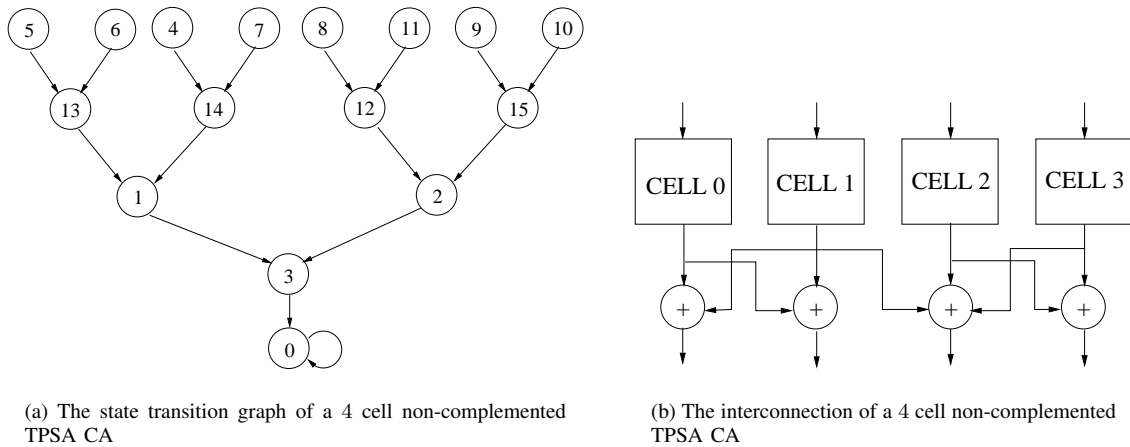 5 6 4 7 8 11 9 10
13 14 12 15
1 2
3
0
CELL 0 CELL 1 CELL 2 CELL 3
+ + + +
(a) The state transition graph of a 4 cell non-complemented
TPSA CA
(b) The interconnection of a 4 cell non-complemented
TPSA CA